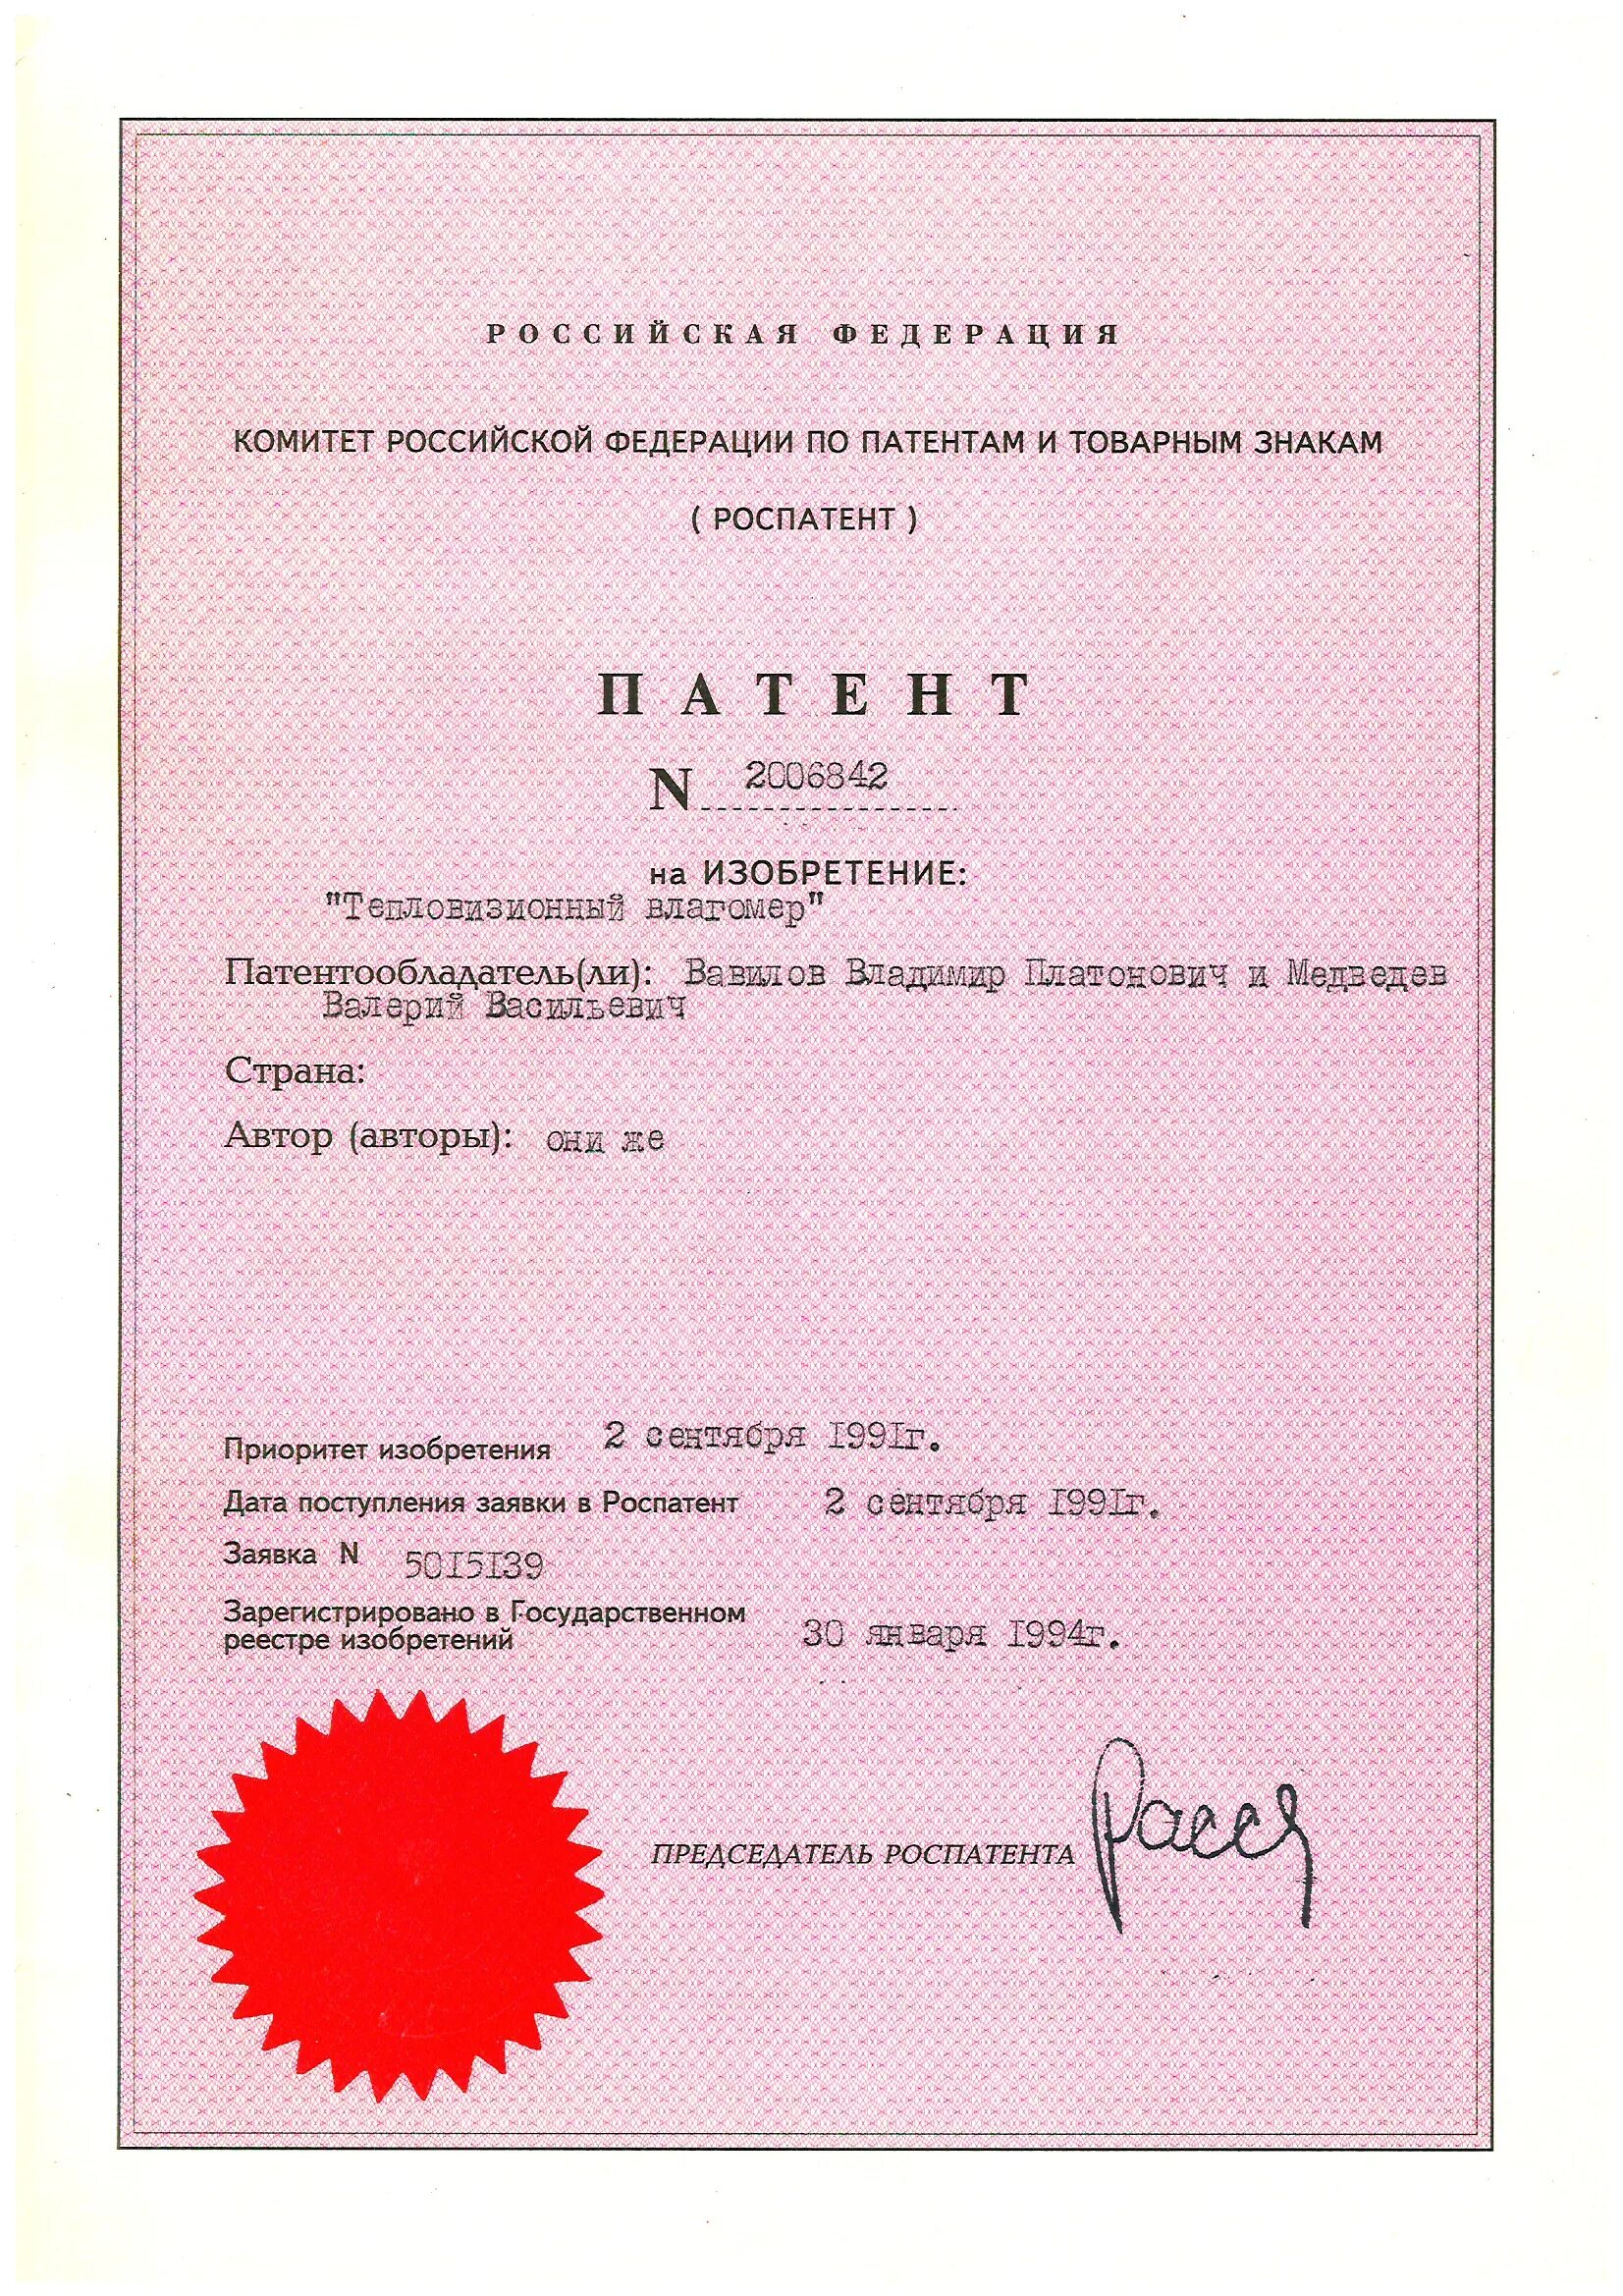 РОССИЙСКАЯ ФЕДЕРАЦИЯ
КОМИТЕТ РОССИЙСКОЙ ФЕДЕРАЦИИ ПО ПАТЕНТАМ И ТОВАРНЫМ ЗНАКАМ
( РОСПАТЕНТ )
ПАТЕНТ
N 2006842
на ИЗОБРЕТЕНИЕ:
"Тепловизионный влагомер"
Патентообладатель(ли): Вавилов Владимир Платонович и Медведев
Валерий Васильевич
Страна:
Автор (авторы): они же
Приоритет изобретения 2 сентября I99Iг.
Дата поступления заявки в Роспатент 2 сентября I99Iг.
Заявка N 50I5I39
Зарегистрировано в Государственном
реестре изобретений 30 января I994г.
ПРЕДСЕДАТЕЛЬ РОСПАТЕНТА